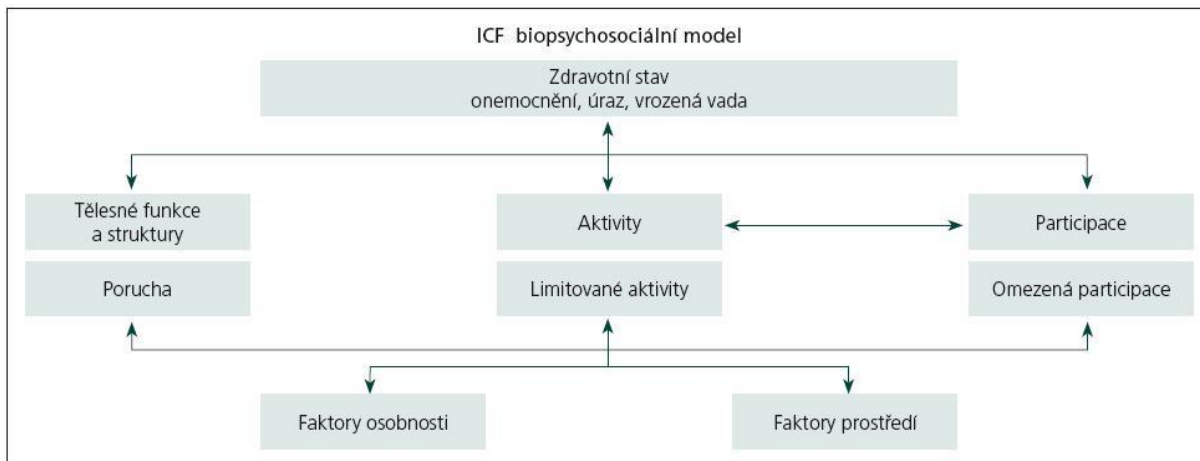 ICF biopsychosociální model
Zdravotní stav
onemocnění, úraz, vrozená vada
Tělesné funkce
a struktury
Aktivity
Participace
Porucha
Limitované aktivity
Omezená participace
Faktory osobnosti
Faktory prostředí